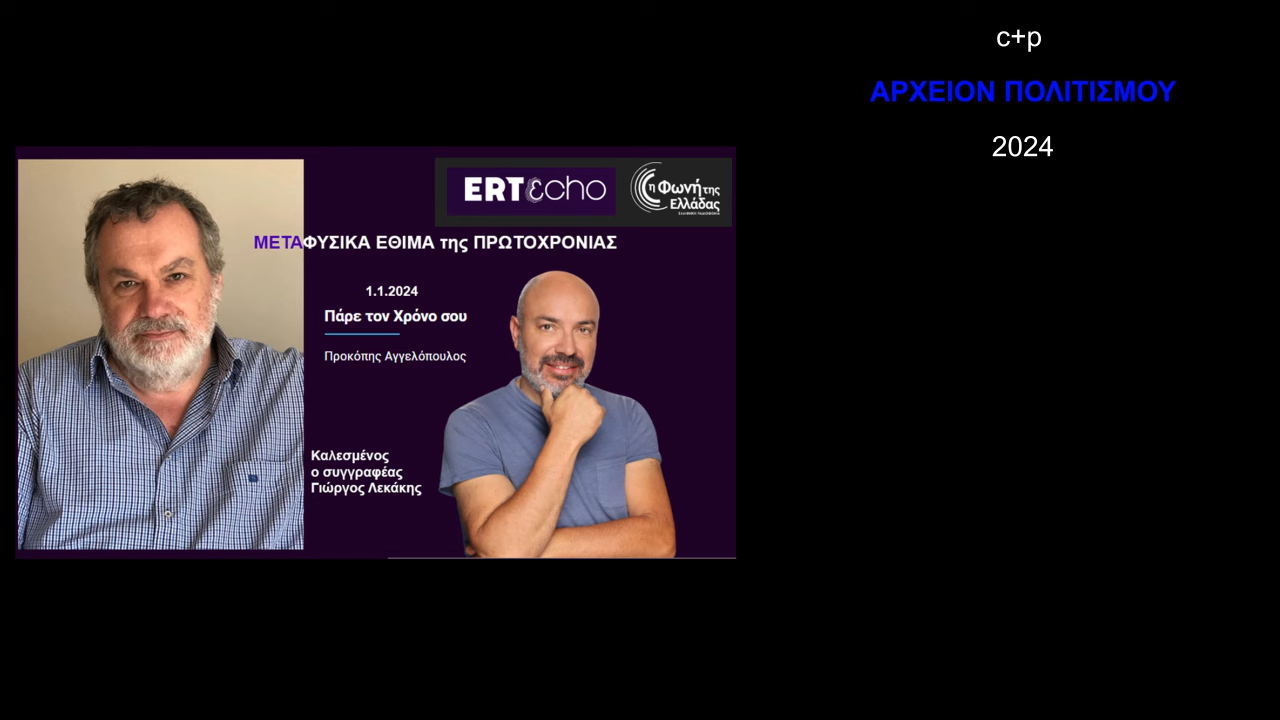 c+p
ΑΡΧΕΙΟΝ ΠΟΛΙΤΙΣΜΟΥ
2024
ERTεcho
η Φωνή της
Ελλάδας
ΜΕΤΑΦΥΣΙΚΑ ΕΘΙΜΑ της ΠΡΩΤΟΧΡΟΝΙΑΣ
1.1.2024
Πάρε τον Χρόνο σου
Προκόπης Αγγελόπουλος
Καλεσμένος
ο συγγραφέας
Γιώργος Λεκάκης